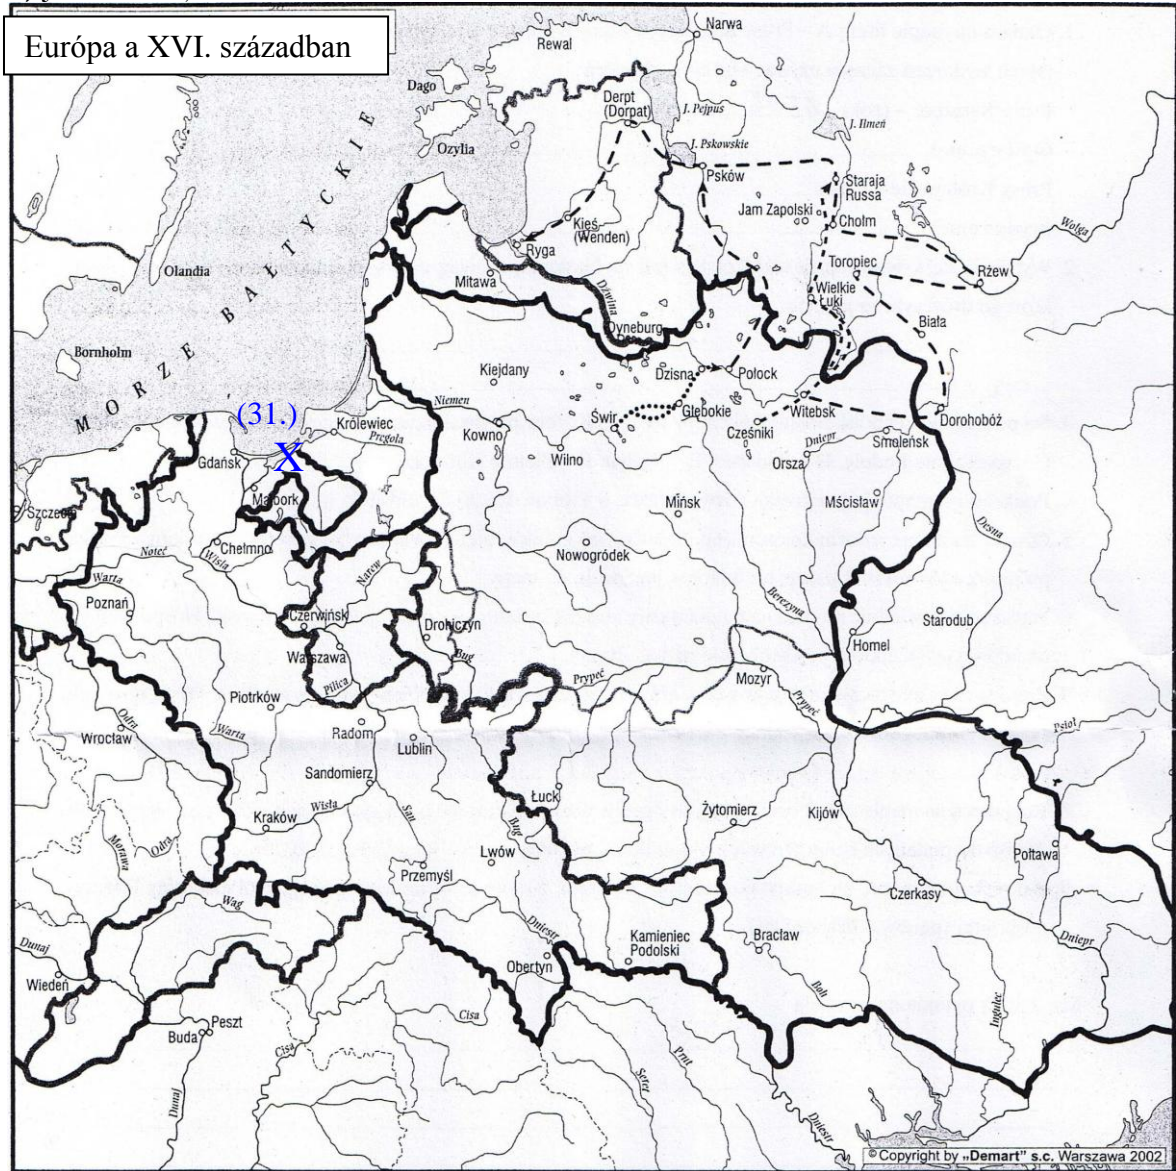 Európa a XVI. században
Narwa
Rewal
Dago
Derpt
(Dorpat)
J. Pejpus
J. Ilmeń
Ozylia
J. Pskowskie
Psków
Staraja
Russa
Jam Zapolski
Cholm
Kieś
(Wenden)
Ryga
Wolga
MORZE BAŁTYCKIE
Olandia
Toropiec
Rżew
Mitawa
Dźwina
Wielkie
Łuki
Dyneburg
Biała
Bornholm
Kiejdany
Dzisna
Połock
Niemen
Głebokie
Witebsk
Dorohobóż
(31.)
X
Królewiec
Pregoła
Świr
Kowno
Cześniki
Dniepr
Smoleńsk
Gdańsk
Wilno
Orsza
Malbork
Szczecin
Mińsk
Mścisław
Desna
Chełmno
Noteć
Wisła
Nowogródek
Warta
Narew
Poznań
Berezyna
Czerwińsk
Drohiczyn
Starodub
Homel
Warszawa
Bug
Pilica
Prypeć
Mozyr
Piotrków
Prypeć
Odra
Warta
Psioł
Wrocław
Radom
Lublin
Sandomierz
Łuck
Wisła
San
Żytomierz
Kijów
Kraków
Bug
Morawa
Odra
Lwów
Połtawa
Przemyśl
Wag
Czerkasy
Dunaj
Dniestr
Kamieniec
Podolski
Bracław
Dniepr
Wiedeń
Obertyn
Boh
Ingulec
Cisa
Peszt
Buda
Cisa
Prut
Seret
Dunaj
Dniestr
© Copyright by „Demart" s.c. Warszawa 2002